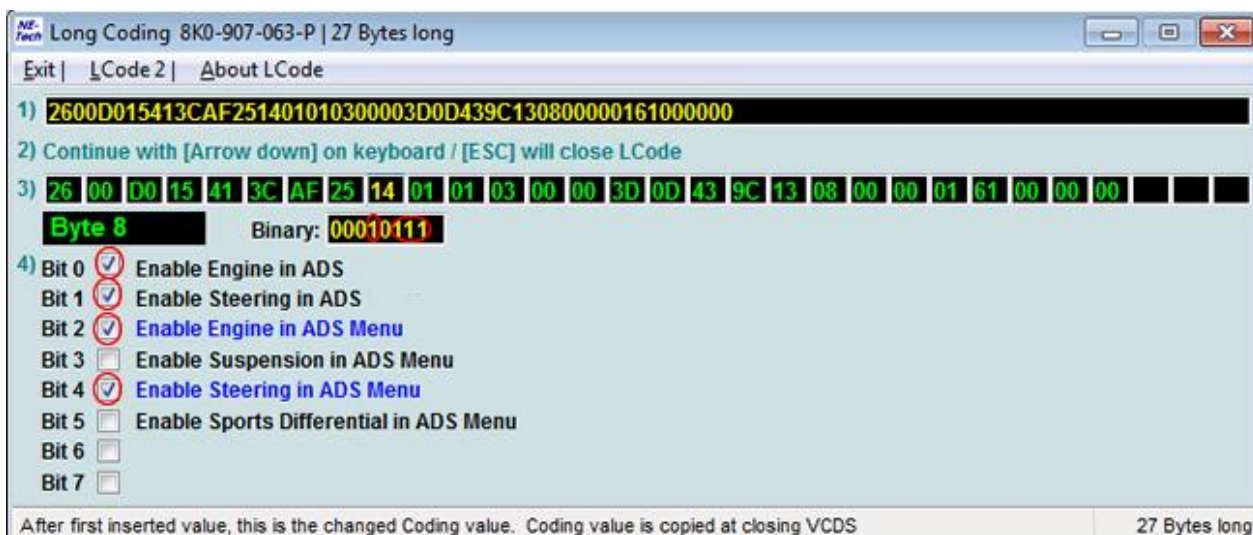 NE-Tech Long Coding 8K0-907-063-P | 27 Bytes long
Exit | LCode 2 | About LCode
1) 2600D015413CAF251401010300003D0D439C130800000161000000
2) Continue with [Arrow down] on keyboard / [ESC] will close LCode
3) 26 00 D0 15 41 3C AF 25 14 01 01 03 00 00 3D 0D 43 9C 13 08 00 00 01 61 00 00 00
Byte 8 Binary: 00010111
4) Bit 0 Enable Engine in ADS
Bit 1 Enable Steering in ADS
Bit 2 Enable Engine in ADS Menu
Bit 3 Enable Suspension in ADS Menu
Bit 4 Enable Steering in ADS Menu
Bit 5 Enable Sports Differential in ADS Menu
Bit 6
Bit 7
After first inserted value, this is the changed Coding value. Coding value is copied at closing VCDS 27 Bytes long